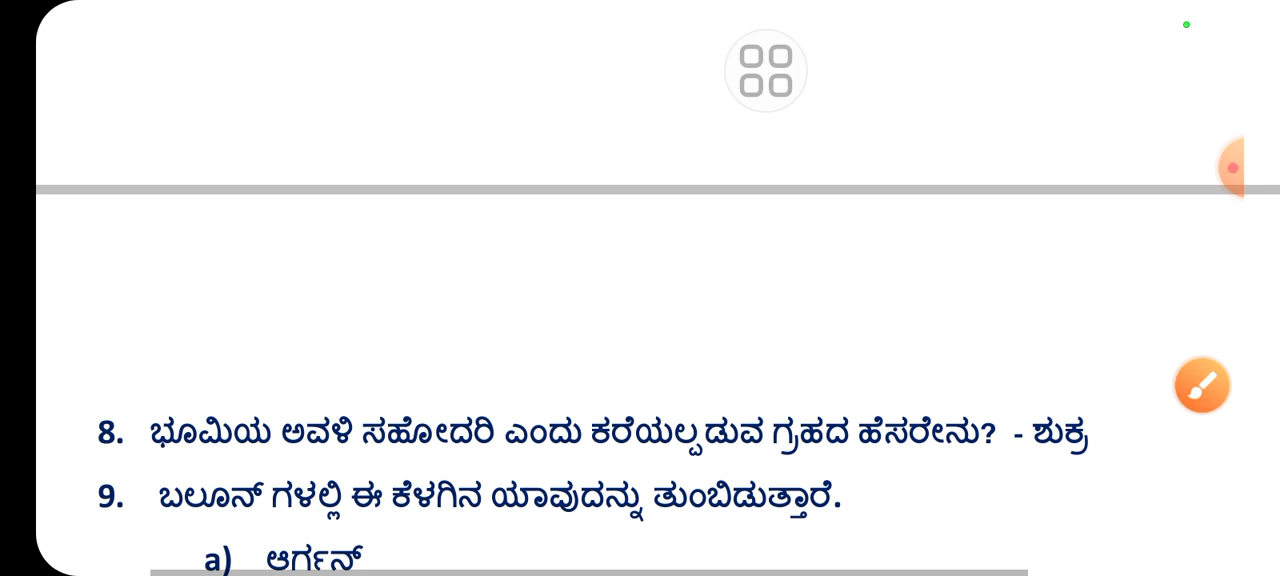 8. ಭೂಮಿಯ ಅವಳಿ ಸಹೋದರಿ ಎಂದು ಕರೆಯಲ್ಪಡುವ ಗ್ರಹದ ಹೆಸರೇನು? - ಶುಕ್ರ
9. ಬಲೂನ್ ಗಳಲ್ಲಿ ಈ ಕೆಳಗಿನ ಯಾವುದನ್ನು ತುಂಬಿಡುತ್ತಾರೆ.
a) ಆರ್ಗನ್